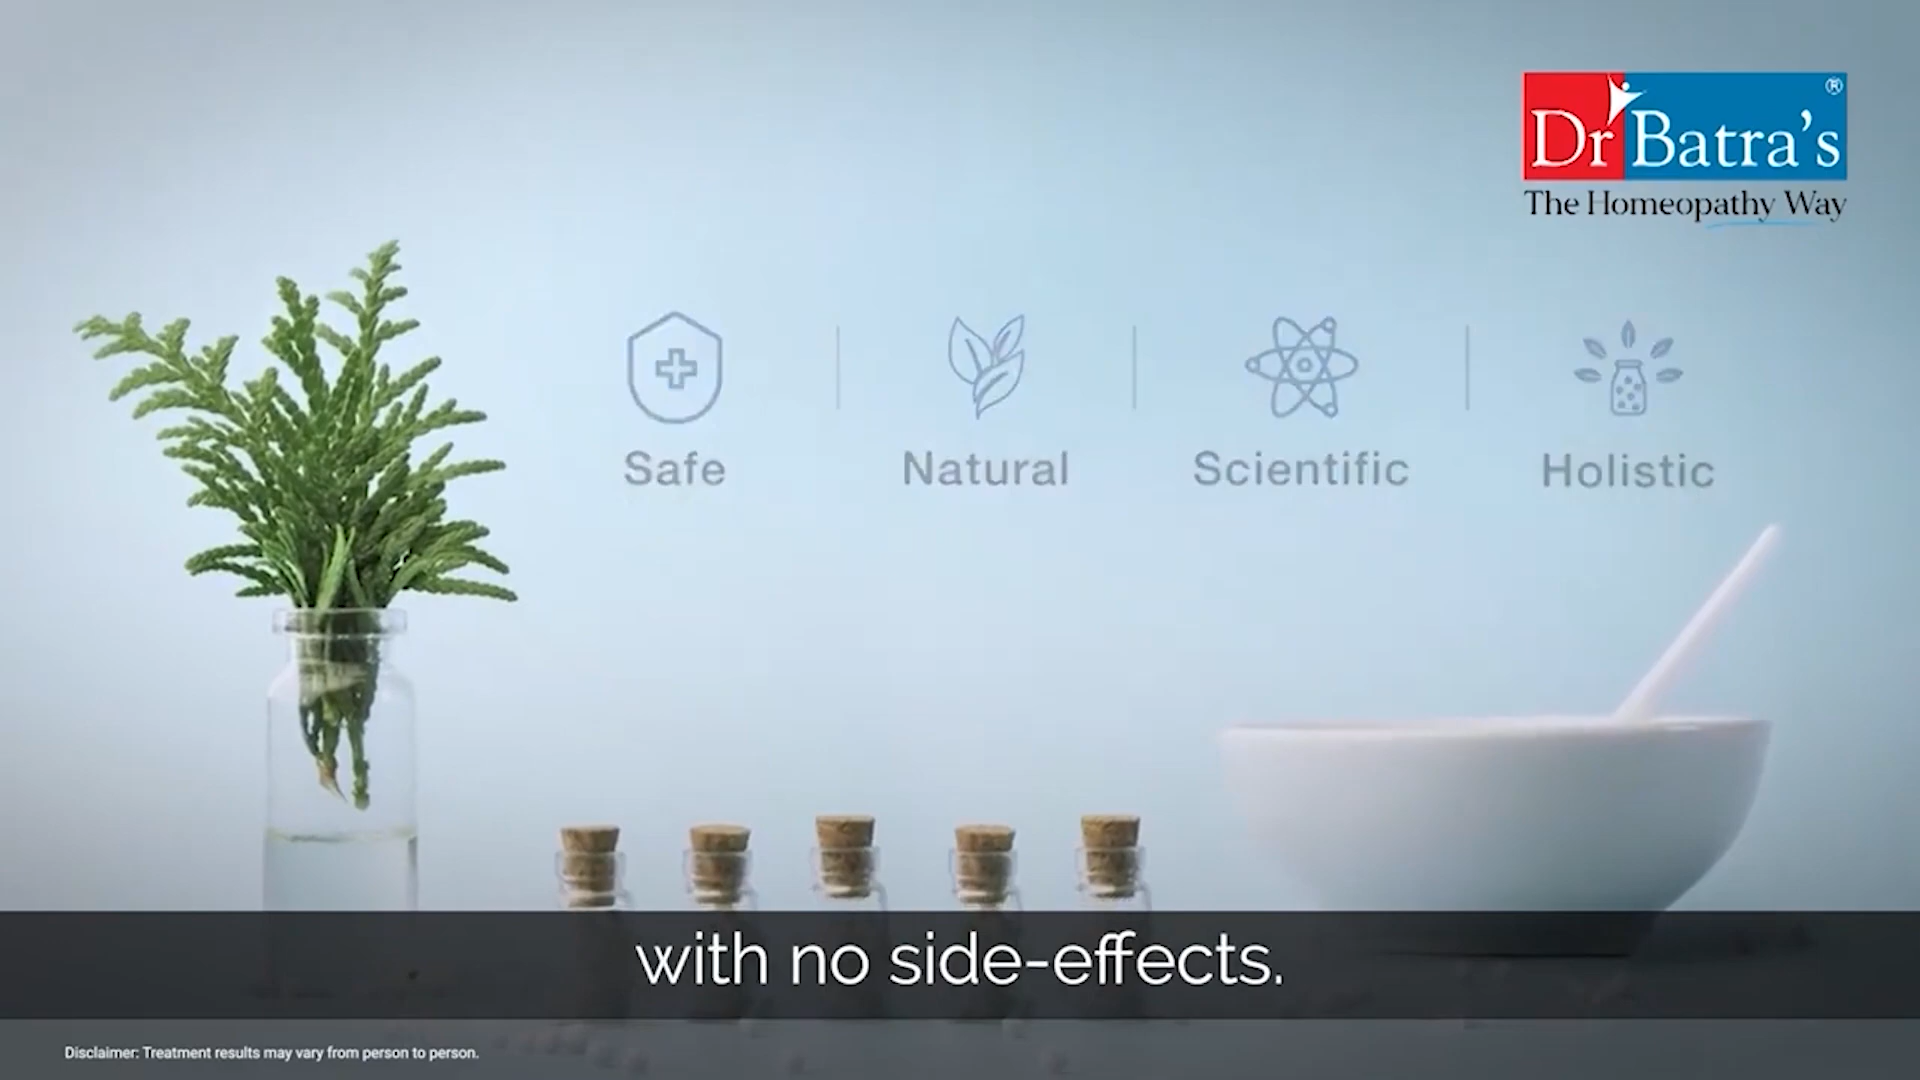 Dr Batra's®
The Homeopathy Way
Safe
Natural
Scientific
Holistic
with no side-effects.
Disclaimer: Treatment results may vary from person to person.